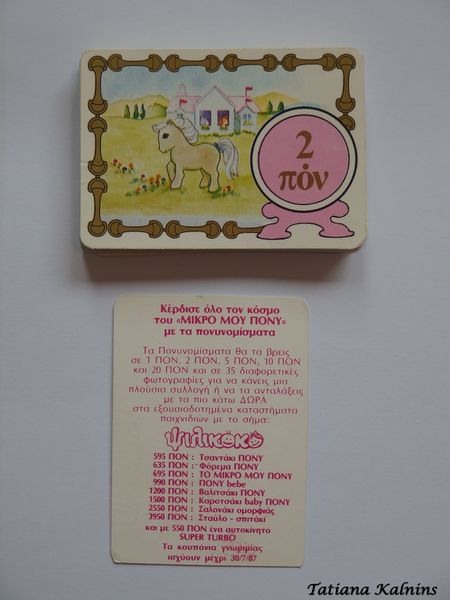 2
πόν
Κέρδισε όλο τον κόσμο
του «ΜΙΚΡΟ ΜΟΥ ΠΟΝΥ»
με τα πονυνομίσματα
Τα Πονυνομίσματα θα τα βρεις
σε 1 ΠΟΝ, 2 ΠΟΝ, 5 ΠΟΝ, 10 ΠΟΝ
και 20 ΠΟΝ και σε 35 διαφορετικές
φωτογραφίες για να κάνεις μια
πλούσια συλλογή ή να τα ανταλάξεις
με τα πιο κάτω ΔΩΡΑ
στα εξουσιοδοτημένα καταστήματα
παιχνιδιών με το σήμα:
ψιλικοκό
595 ΠΟΝ : Τσαντάκι ΠΟΝΥ
635 ΠΟΝ : Φόρεμα ΠΟΝΥ
695 ΠΟΝ : ΤΟ ΜΙΚΡΟ ΜΟΥ ΠΟΝΥ
990 ΠΟΝ : ΠΟΝΥ bebe
1200 ΠΟΝ : Βαλιτσάκι ΠΟΝΥ
1500 ΠΟΝ : Καροτσάκι baby ΠΟΝΥ
2550 ΠΟΝ : Σαλονάκι ομορφιάς
3950 ΠΟΝ : Σταύλο - σπιτάκι
και με 550 ΠΟΝ ένα αυτοκίνητο
SUPER TURBO
Τα κουπόνια γνωριμίας
ισχύουν μέχρι 30/7/87
Tatiana Kalnins